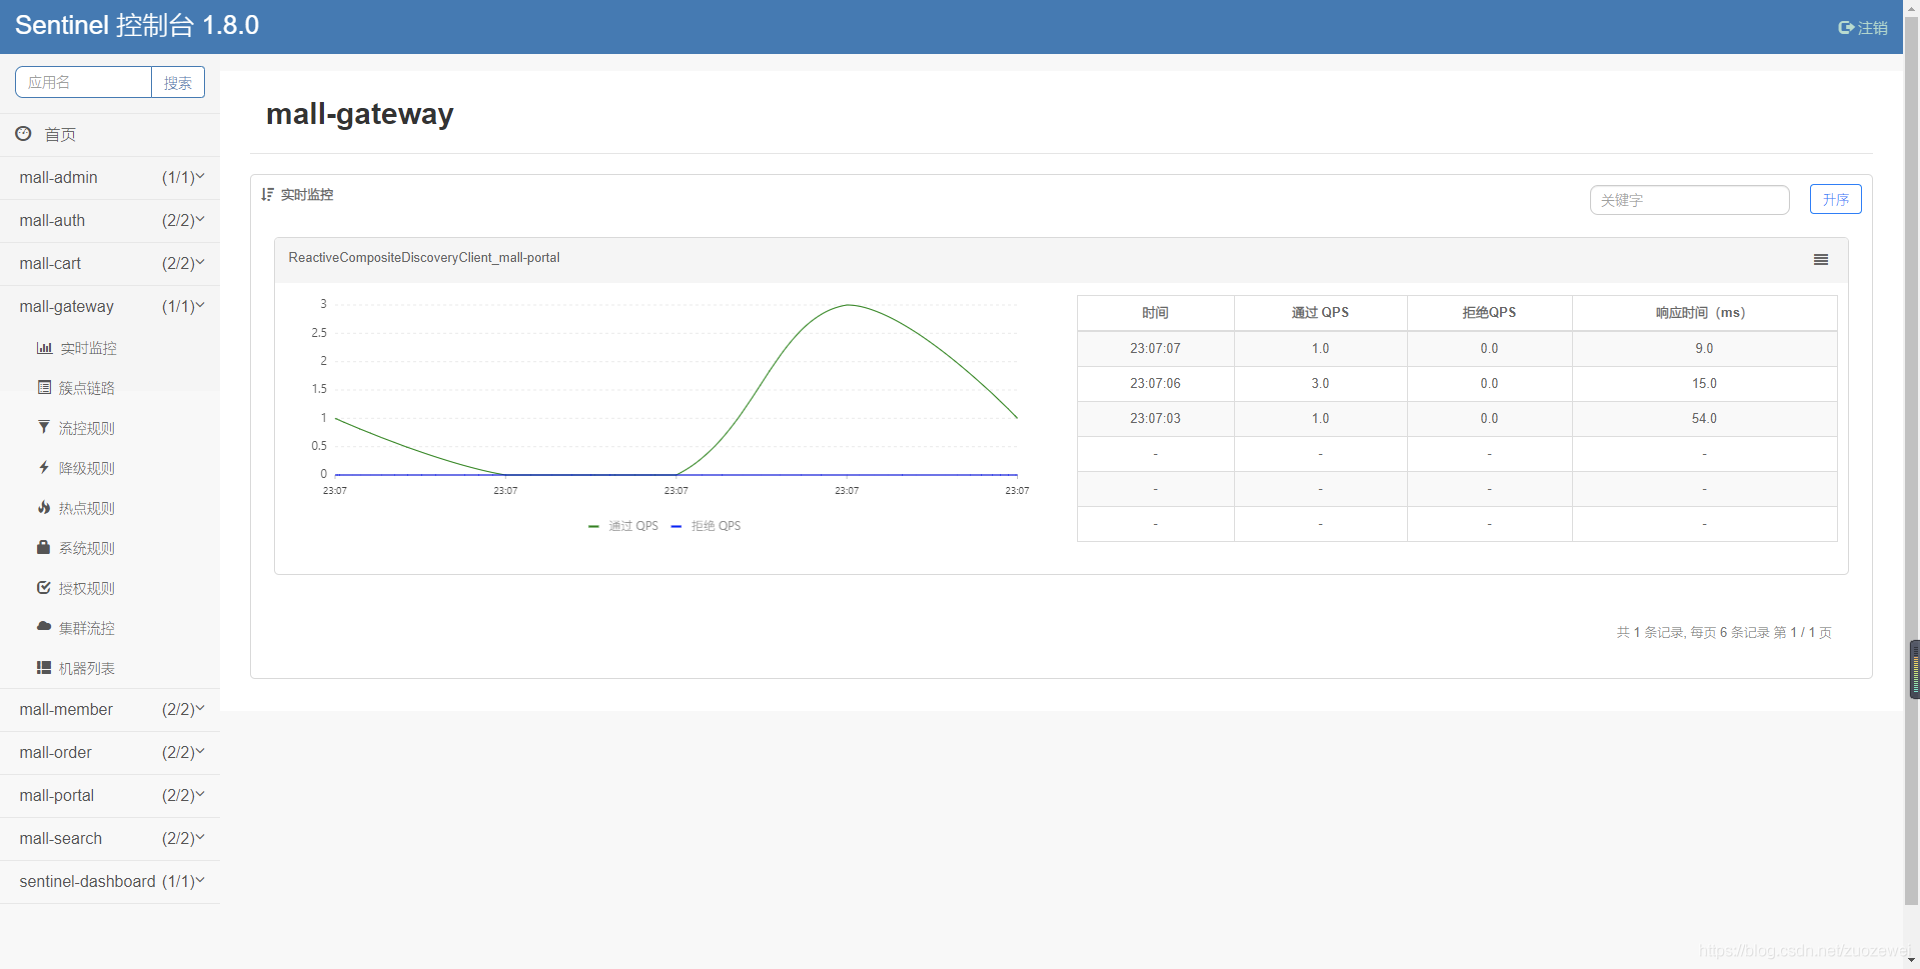 Sentinel 控制台 1.8.0
注销
应用名 搜索
首页
mall-admin (1/1)
mall-auth (2/2)
mall-cart (2/2)
mall-gateway (1/1)
实时监控
簇点链路
流控规则
降级规则
热点规则
系统规则
授权规则
集群流控
机器列表
mall-member (2/2)
mall-order (2/2)
mall-portal (2/2)
mall-search (2/2)
sentinel-dashboard (1/1)
mall-gateway
实时监控
关键字 升序
ReactiveCompositeDiscoveryClient_mall-portal
3
2.5
2
1.5
1
0.5
0
23:07 23:07 23:07 23:07 23:07
通过 QPS 拒绝 QPS
时间 通过 QPS 拒绝QPS 响应时间（ms）
23:07:07 1.0 0.0 9.0
23:07:06 3.0 0.0 15.0
23:07:03 1.0 0.0 54.0
- - - -
- - - -
- - - -
共 1 条记录, 每页 6 条记录 第 1 / 1 页
https://blog.csdn.net/zuozewei